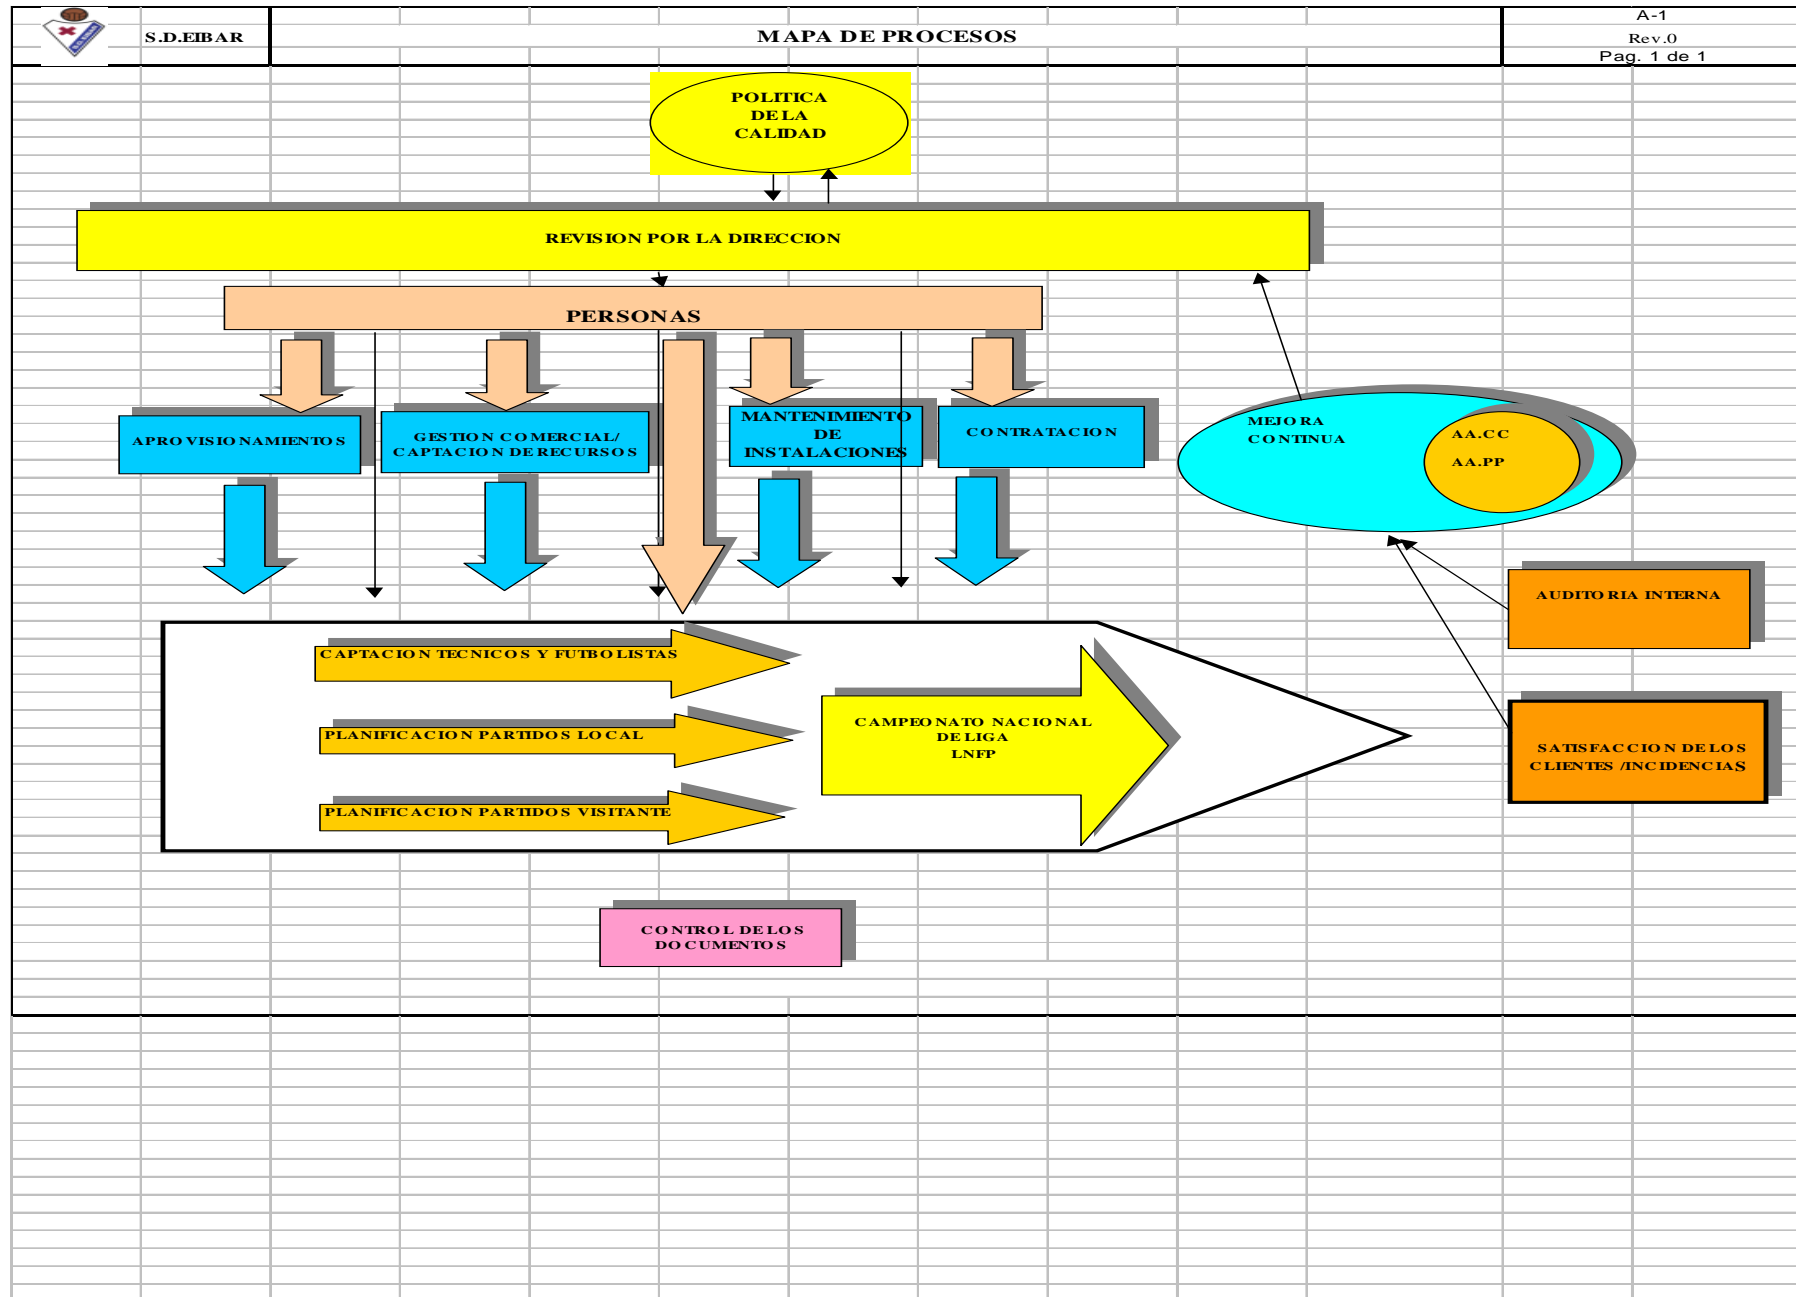 S.D.EIBAR
MAPA DE PROCESOS
A-1
Rev.0
Pag. 1 de 1
POLITICA
DE LA
CALIDAD
REVISION POR LA DIRECCION
PERSONAS
APROVISIONAMIENTOS
GESTION COMERCIAL/
CAPTACION DE RECURSOS
MANTENIMIENTO
DE
INSTALACIONES
CONTRATACION
MEJORA
CONTINUA
AA.CC
AA.PP
AUDITORIA INTERNA
CAPTACION TECNICOS Y FUTBOLISTAS
PLANIFICACION PARTIDOS LOCAL
PLANIFICACION PARTIDOS VISITANTE
CAMPEONATO NACIONAL
DE LIGA
LNFP
SATISFACCION DE LOS
CLIENTES /INCIDENCIAS
CONTROL DE LOS
DOCUMENTOS